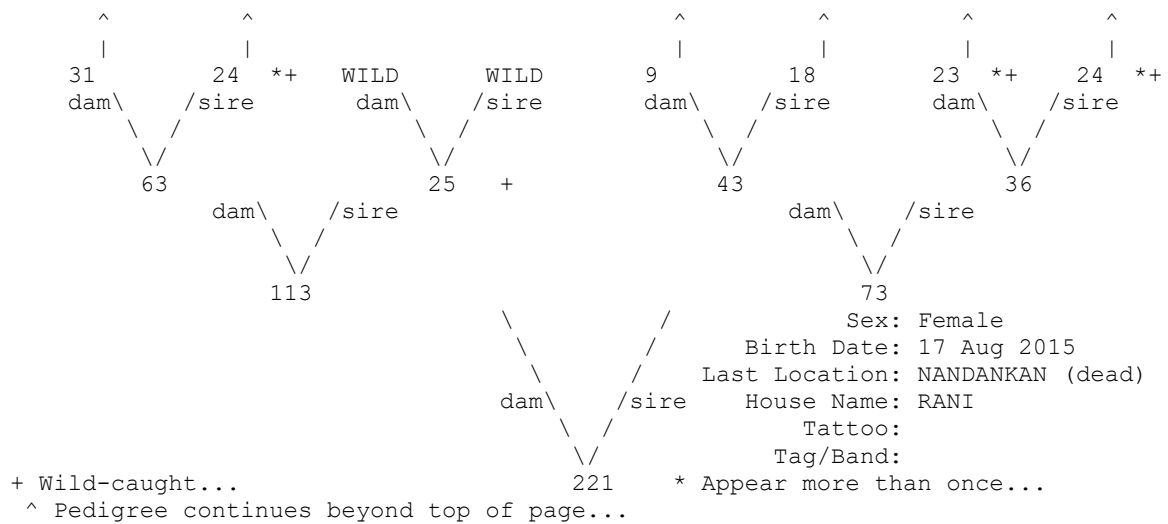 ^ ^ ^ ^ ^ ^
| | | | | |
31 24 *+ WILD WILD 9 18 23 *+ 24 *+
dam\ /sire dam\ /sire dam\ /sire dam\ /sire
\ / \ / \ / \ /
\/ \/ \/ \/
63 25 + 43 36
dam\ /sire dam\ /sire
\ / \ /
\/ \/
113 73
\ / Sex: Female
\ / Birth Date: 17 Aug 2015
\ / Last Location: NANDANKAN (dead)
dam\ /sire House Name: RANI
\ / Tattoo:
\/ Tag/Band:
+ Wild-caught... 221 * Appear more than once...
^ Pedigree continues beyond top of page...